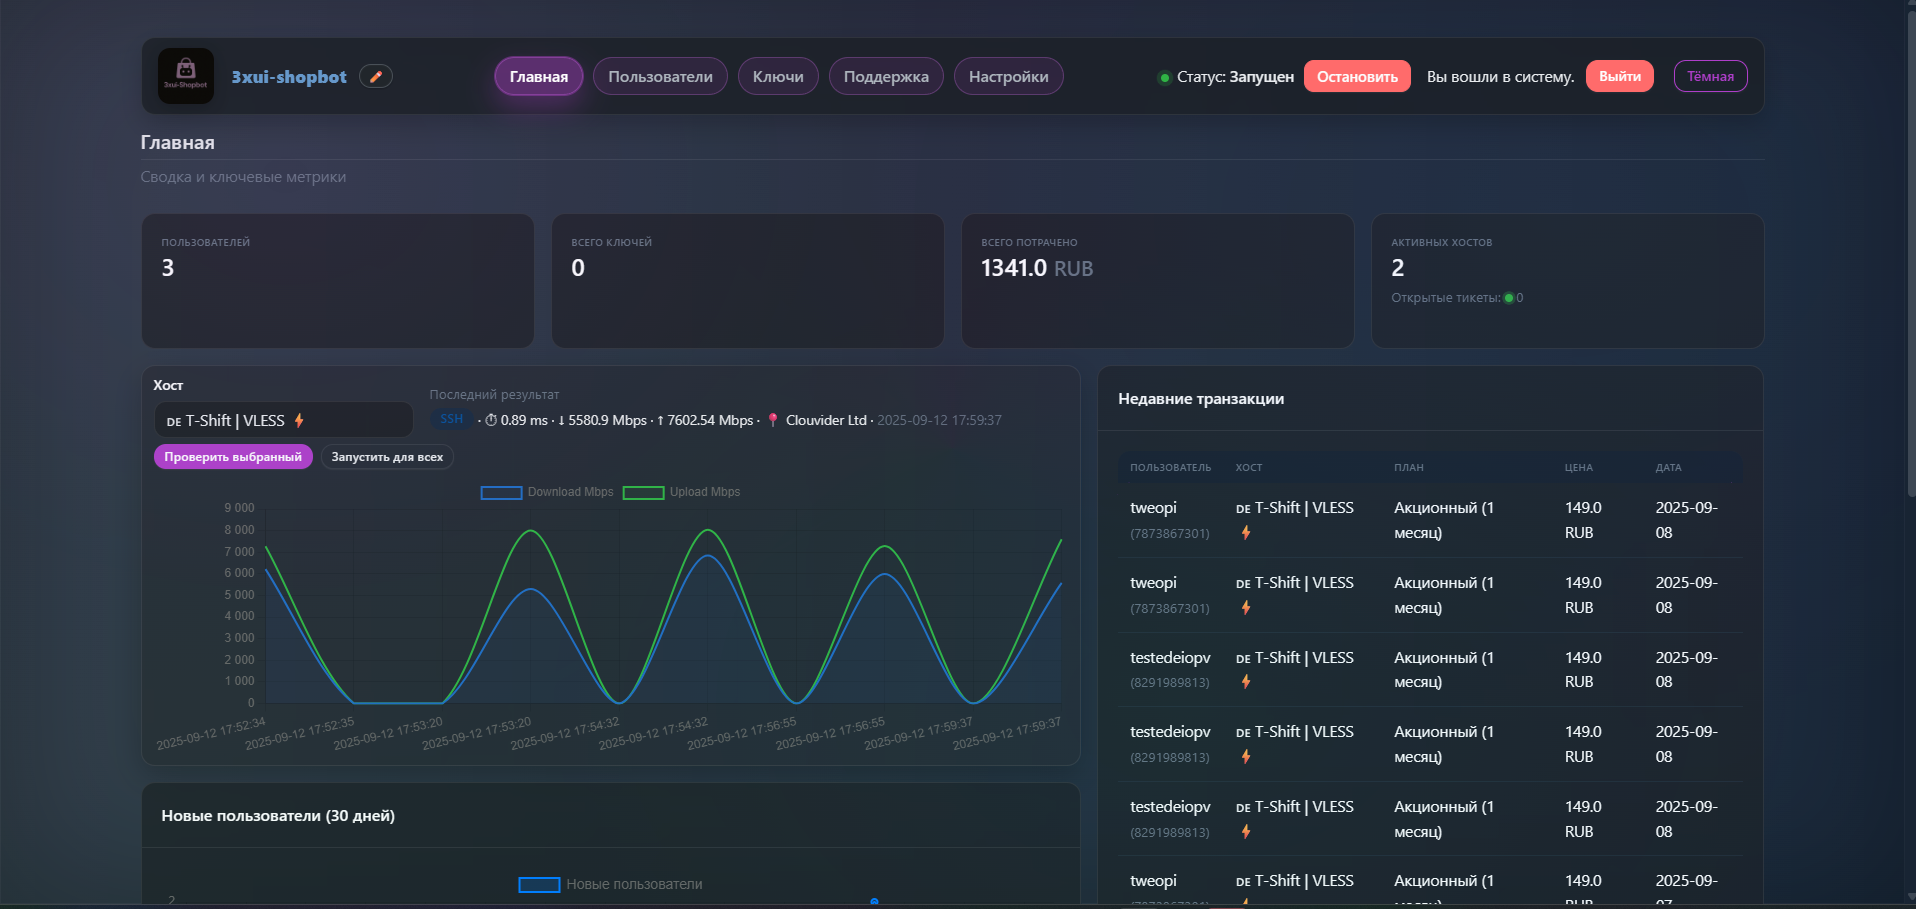 3xui-Shopbot
3xui-shopbot
Главная
Пользователи
Ключи
Поддержка
Настройки
Статус: Запущен
Остановить
Вы вошли в систему.
Выйти
Тёмная
Главная
Сводка и ключевые метрики
ПОЛЬЗОВАТЕЛЕЙ
3
ВСЕГО КЛЮЧЕЙ
0
ВСЕГО ПОТРАЧЕНО
1341.0 RUB
АКТИВНЫХ ХОСТОВ
2
Открытые тикеты: 0
Хост
DE T-Shift | VLESS ⚡
Последний результат
SSH · ⏱ 0.89 ms · ↓ 5580.9 Mbps · ↑ 7602.54 Mbps · 📍 Clouvider Ltd · 2025-09-12 17:59:37
Проверить выбранный
Запустить для всех
Download Mbps
Upload Mbps
9 000
8 000
7 000
6 000
5 000
4 000
3 000
2 000
1 000
0
2025-09-12 17:52:34
2025-09-12 17:52:35
2025-09-12 17:53:20
2025-09-12 17:53:20
2025-09-12 17:54:32
2025-09-12 17:54:32
2025-09-12 17:56:55
2025-09-12 17:56:55
2025-09-12 17:59:37
2025-09-12 17:59:37
Новые пользователи (30 дней)
Новые пользователи
2
Недавние транзакции
ПОЛЬЗОВАТЕЛЬ ХОСТ ПЛАН ЦЕНА ДАТА
tweopi DE T-Shift | VLESS Акционный (1 149.0 2025-09-
(7873867301) ⚡ месяц) RUB 08
tweopi DE T-Shift | VLESS Акционный (1 149.0 2025-09-
(7873867301) ⚡ месяц) RUB 08
testedeiopv DE T-Shift | VLESS Акционный (1 149.0 2025-09-
(8291989813) ⚡ месяц) RUB 08
testedeiopv DE T-Shift | VLESS Акционный (1 149.0 2025-09-
(8291989813) ⚡ месяц) RUB 08
testedeiopv DE T-Shift | VLESS Акционный (1 149.0 2025-09-
(8291989813) ⚡ месяц) RUB 08
tweopi DE T-Shift | VLESS Акционный (1 149.0 2025-09-